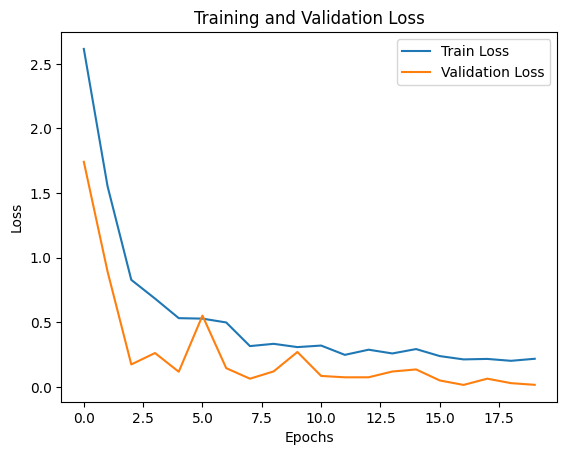 Training and Validation Loss
Train Loss
Validation Loss
2.5
2.0
1.5
1.0
0.5
0.0
Loss
0.0 2.5 5.0 7.5 10.0 12.5 15.0 17.5
Epochs